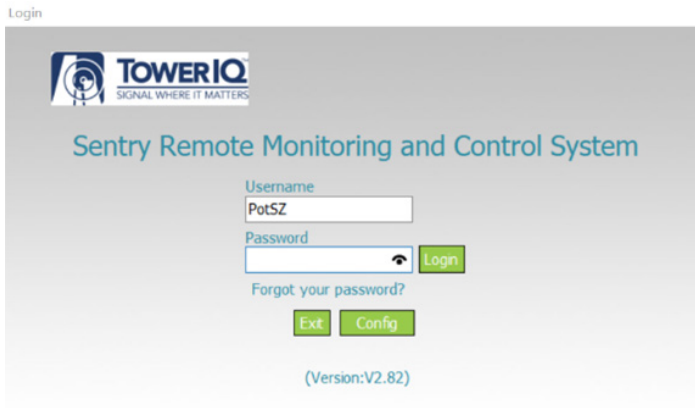 Login
TOWERIQ
SIGNAL WHERE IT MATTERS
Sentry Remote Monitoring and Control System
Username
PotSZ
Password
Login
Forgot your password?
Exit Config
(Version:V2.82)